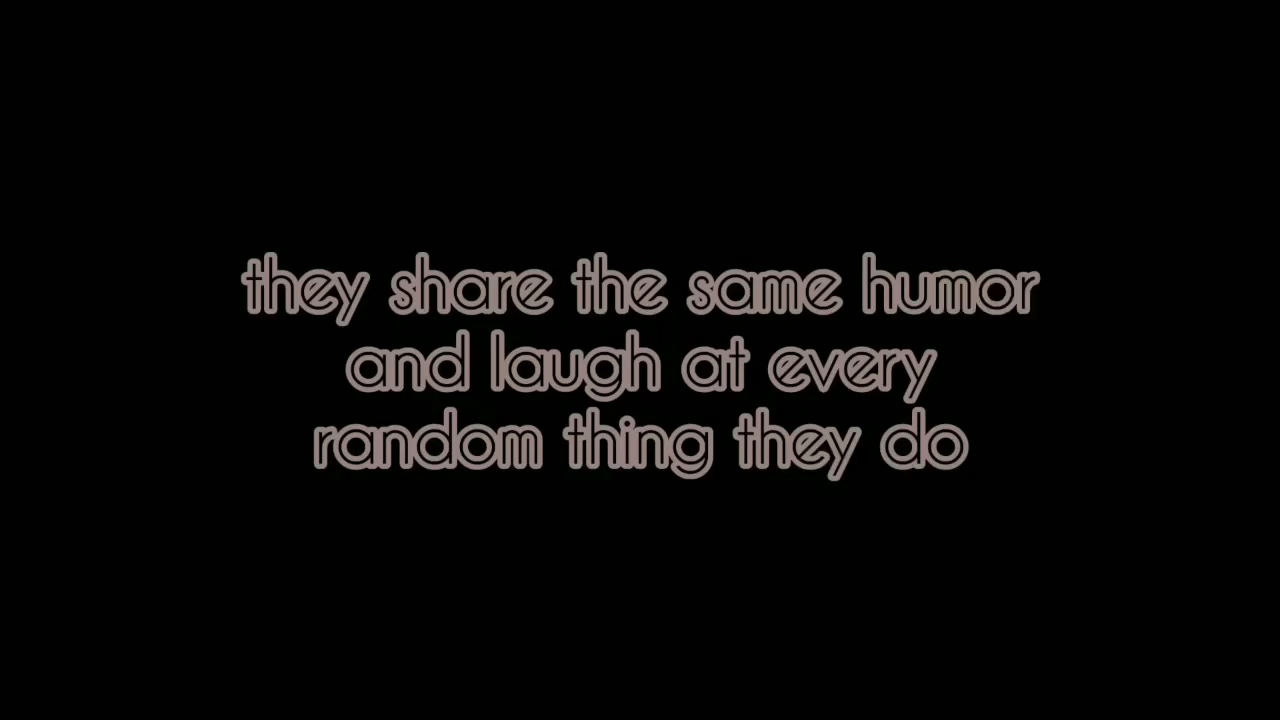 they share the same humor
and laugh at every
random thing they do